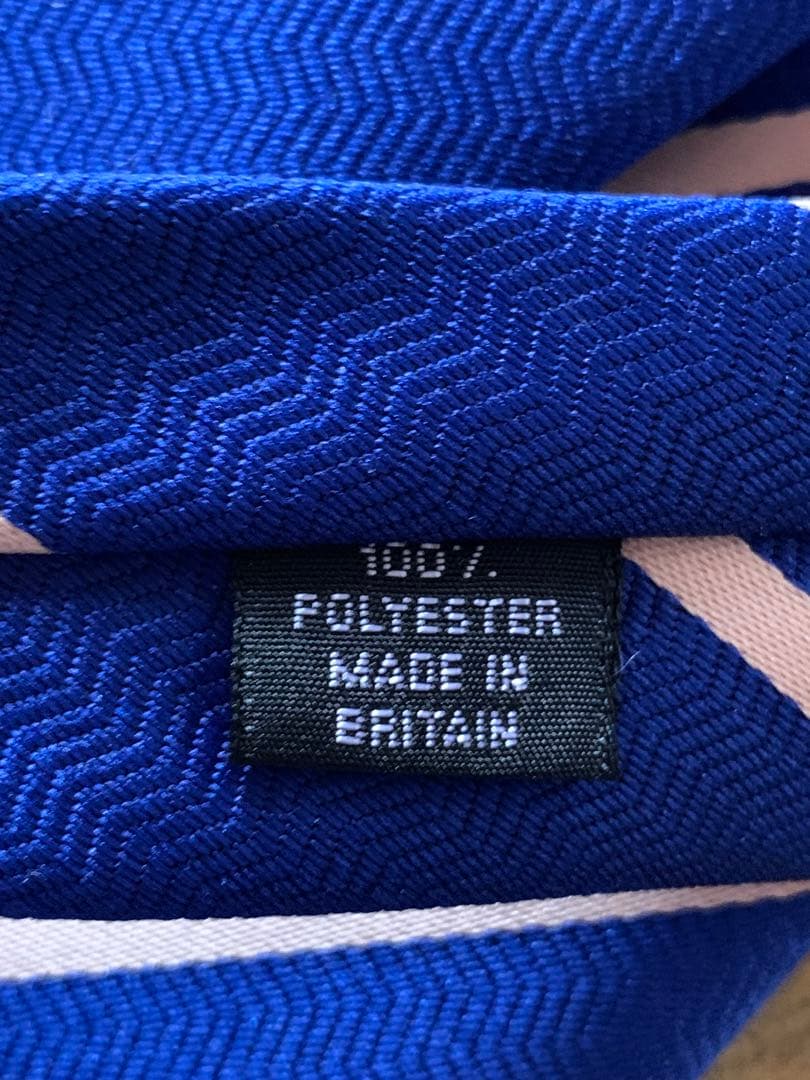 100%
POLYESTER
MADE IN
BRITAIN